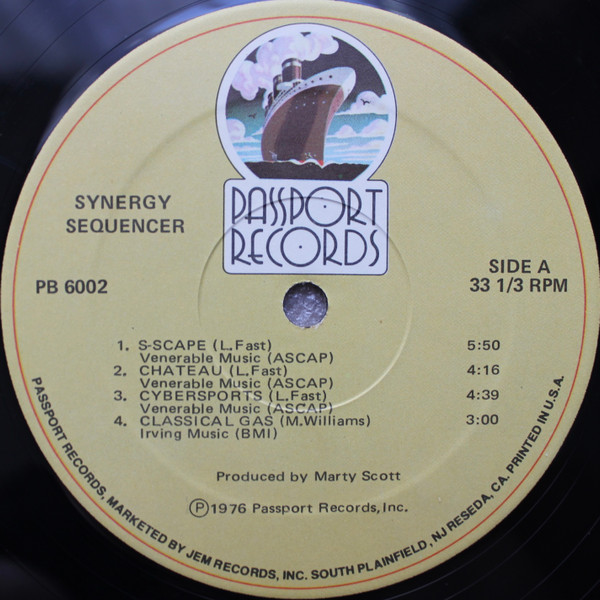 PASSPORT
RECORDS
SYNERGY
SEQUENCER
PB 6002
SIDE A
33 1/3 RPM
1. S-SCAPE (L.Fast) 5:50
Venerable Music (ASCAP)
2. CHATEAU (L.Fast) 4:16
Venerable Music (ASCAP)
3. CYBERSPORTS (L.Fast) 4:39
Venerable Music (ASCAP)
4. CLASSICAL GAS (M.Williams) 3:00
Irving Music (BMI)
Produced by Marty Scott
Ⓟ1976 Passport Records, Inc.
PASSPORT RECORDS, MARKETED BY JEM RECORDS, INC. SOUTH PLAINFIELD, NJ RESEDA, CA. PRINTED IN U.S.A.